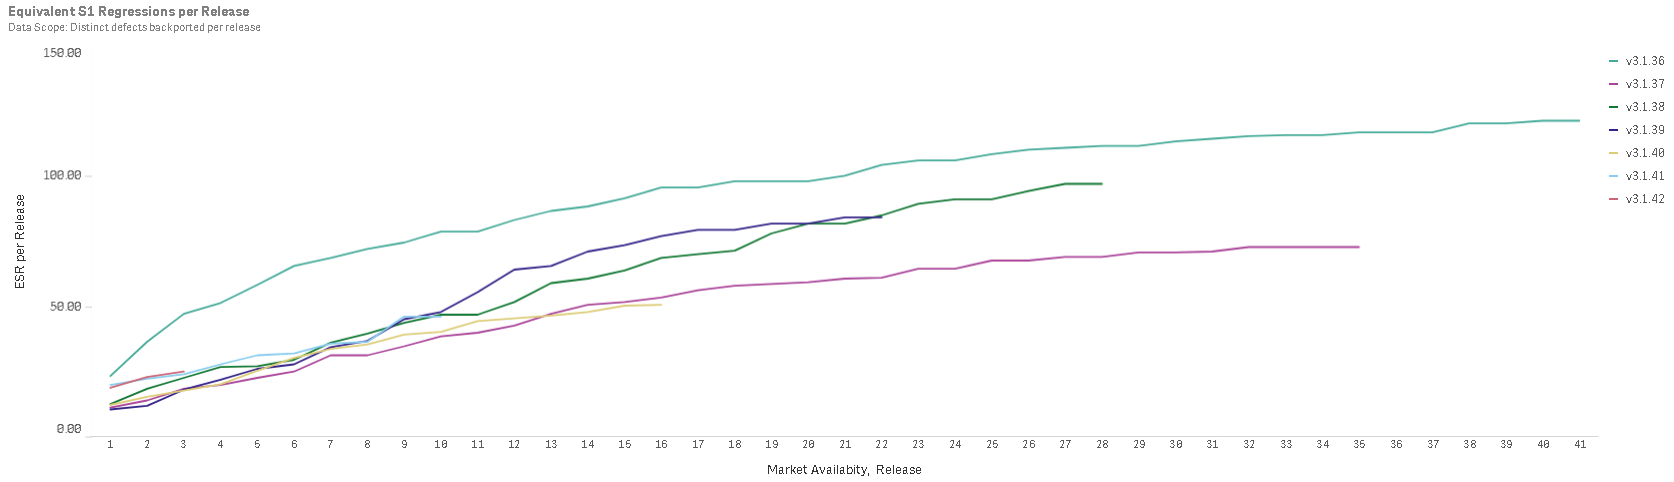 Equivalent S1 Regressions per Release
Data Scope: Distinct defects backported per release
150.00
100.00
50.00
0.00
ESR per Release
1 2 3 4 5 6 7 8 9 10 11 12 13 14 15 16 17 18 19 20 21 22 23 24 25 26 27 28 29 30 31 32 33 34 35 36 37 38 39 40 41
Market Availabity, Release
v3.1.36
v3.1.37
v3.1.38
v3.1.39
v3.1.40
v3.1.41
v3.1.42